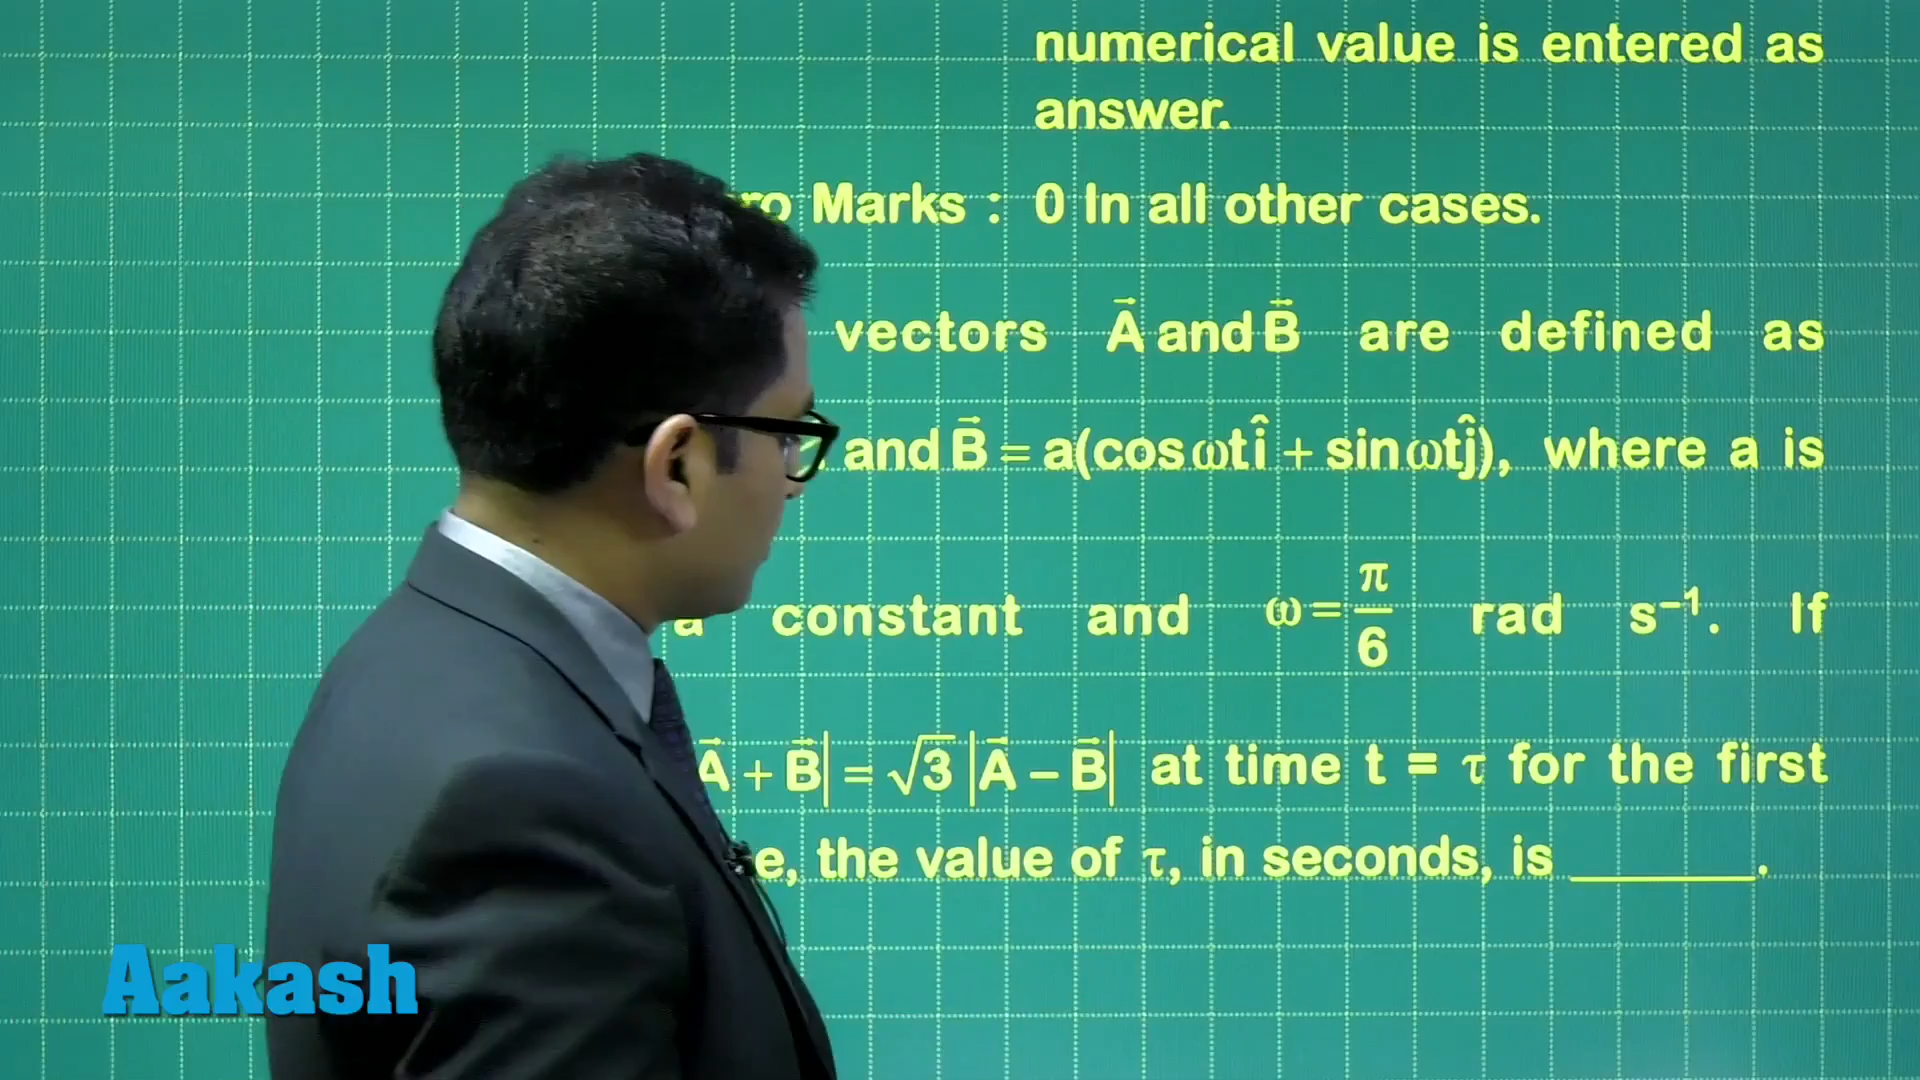 numerical value is entered as
answer.
ro Marks : 0 In all other cases.
vectors A⃗ and B⃗ are defined as
and B⃗ = a(cos ωt î + sin ωt ĵ), where a is
a constant and ω = π/6 rad s⁻¹. If
A⃗ + B⃗| = √3 |A⃗ − B⃗| at time t = τ for the first
e, the value of τ, in seconds, is ______.
Aakash